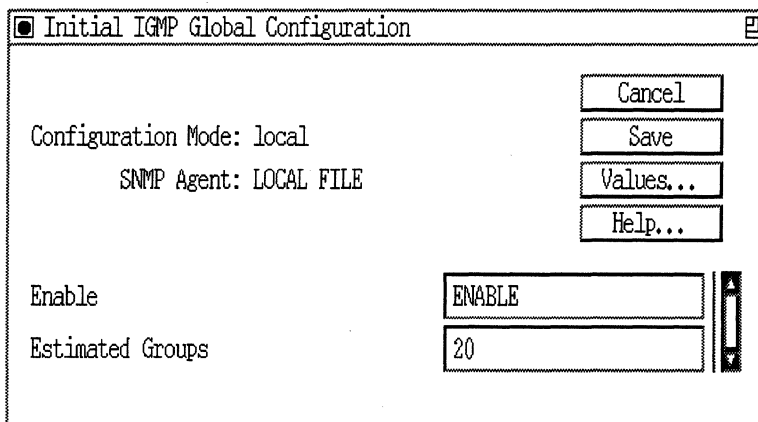 Initial IGMP Global Configuration
Cancel
Configuration Mode: local
Save
SNMP Agent: LOCAL FILE
Values...
Help...
Enable
ENABLE
Estimated Groups
20